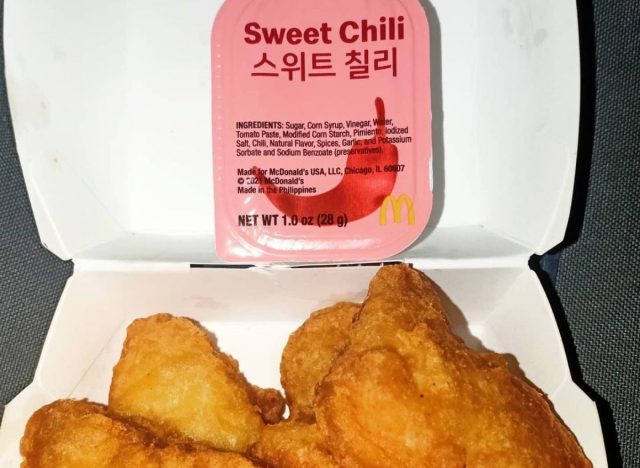 Sweet Chili
스위트 칠리
INGREDIENTS: Sugar, Corn Syrup, Vinegar, Water,
Tomato Paste, Modified Corn Starch, Pimiento, Iodized
Salt, Chili, Natural Flavor, Spices, Garlic, and Potassium
Sorbate and Sodium Benzoate (preservatives).
Made for McDonald's USA, LLC, Chicago, IL 60607
© 2021 McDonald's
Made in the Philippines
NET WT 1.0 oz (28 g)